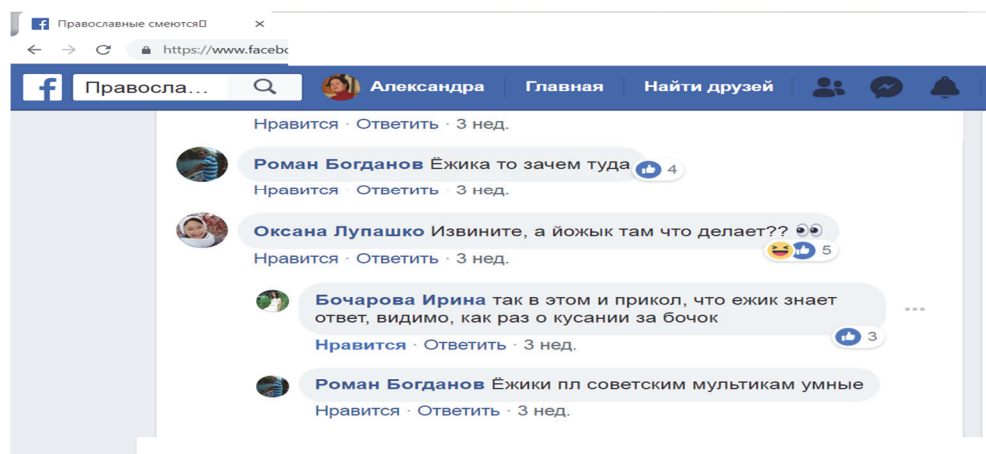 Православные смеются
https://www.facebo
f Правосла... Александра Главная Найти друзей
Нравится · Ответить · 3 нед.
Роман Богданов Ёжика то зачем туда 4
Нравится · Ответить · 3 нед.
Оксана Лупашко Извините, а йожык там что делает?? 👀
5
Нравится · Ответить · 3 нед.
Бочарова Ирина так в этом и прикол, что ежик знает
ответ, видимо, как раз о кусании за бочок
3
Нравится · Ответить · 3 нед.
Роман Богданов Ёжики пл советским мультикам умные
Нравится · Ответить · 3 нед.